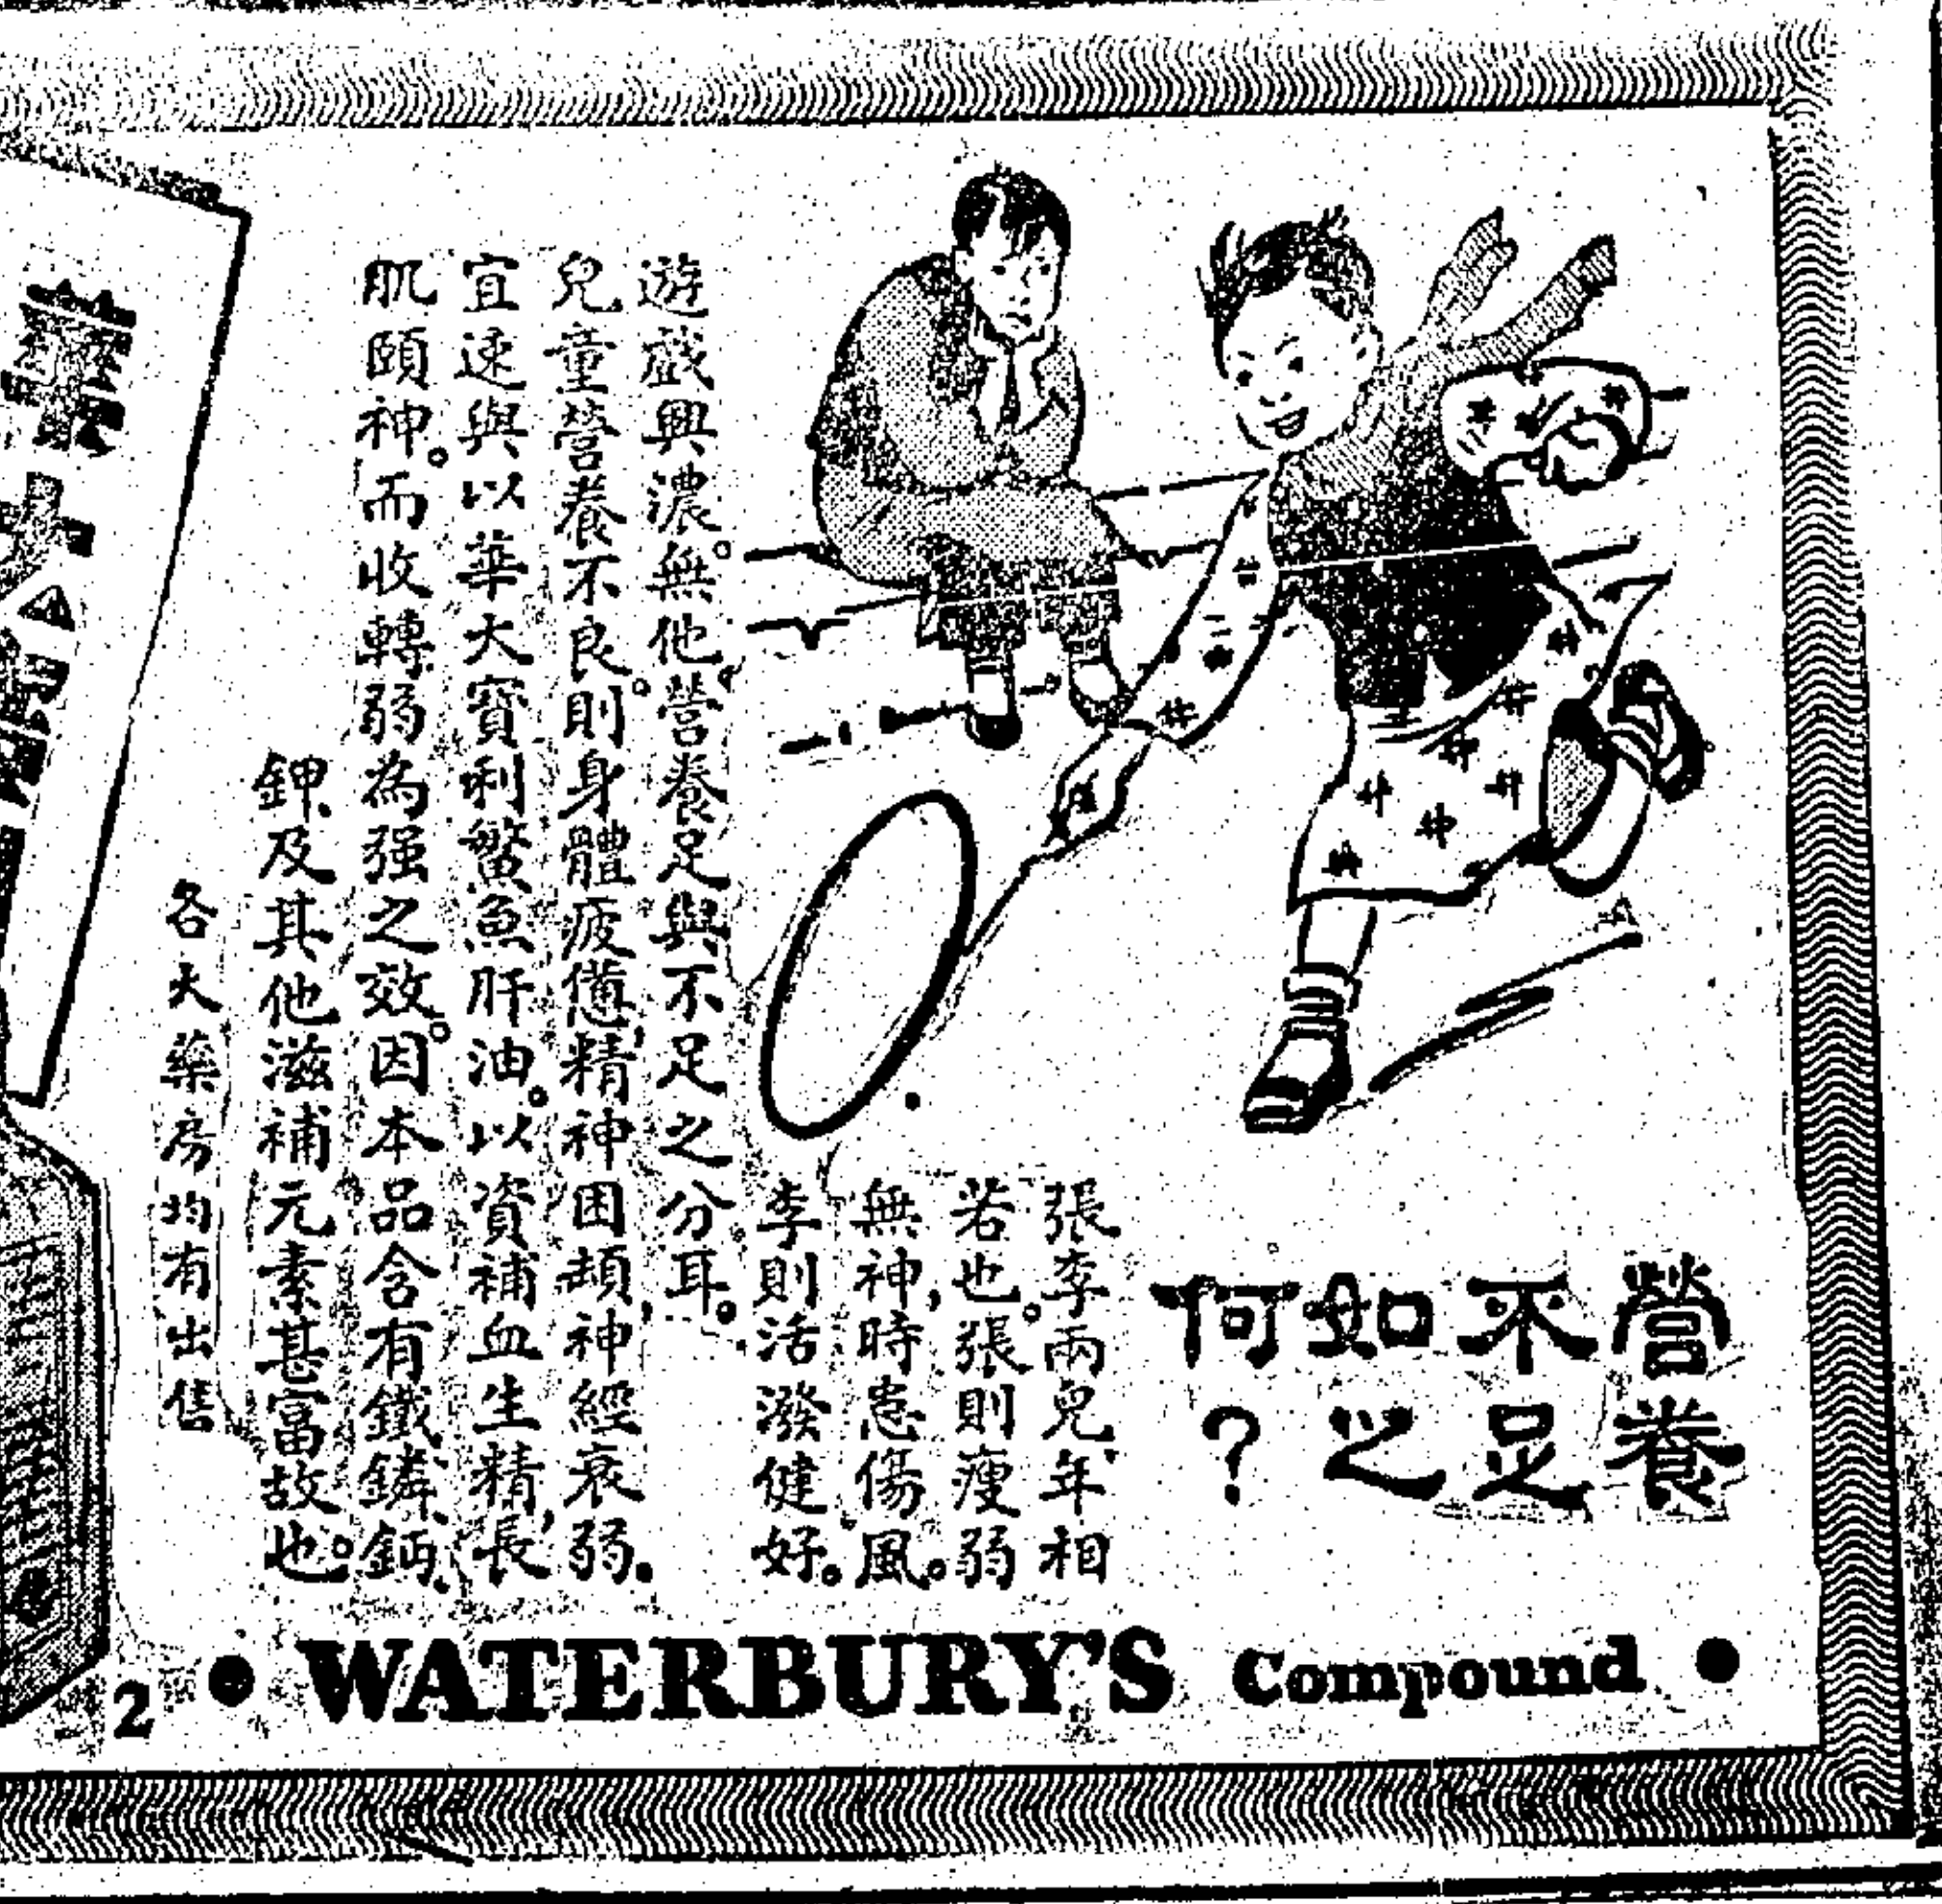 營養
不足
如之
何？
張李兩兒年相
若也。張則瘦弱
無神，時患傷風。
李則活潑健好。
遊戲興濃。無他。營養足與不足之分耳。
兒童營養不良。則身體疲憊，精神困頓，神經衰弱.
宜速與以華大寶利鱉魚肝油。以資補血生精，長
肌頤神。而收轉弱為强之效。因本品含有鐵、鏻、鈣、
鉀、及其他滋補元素甚富故也。
各大藥房均有出售
2 • WATERBURY'S Compound •